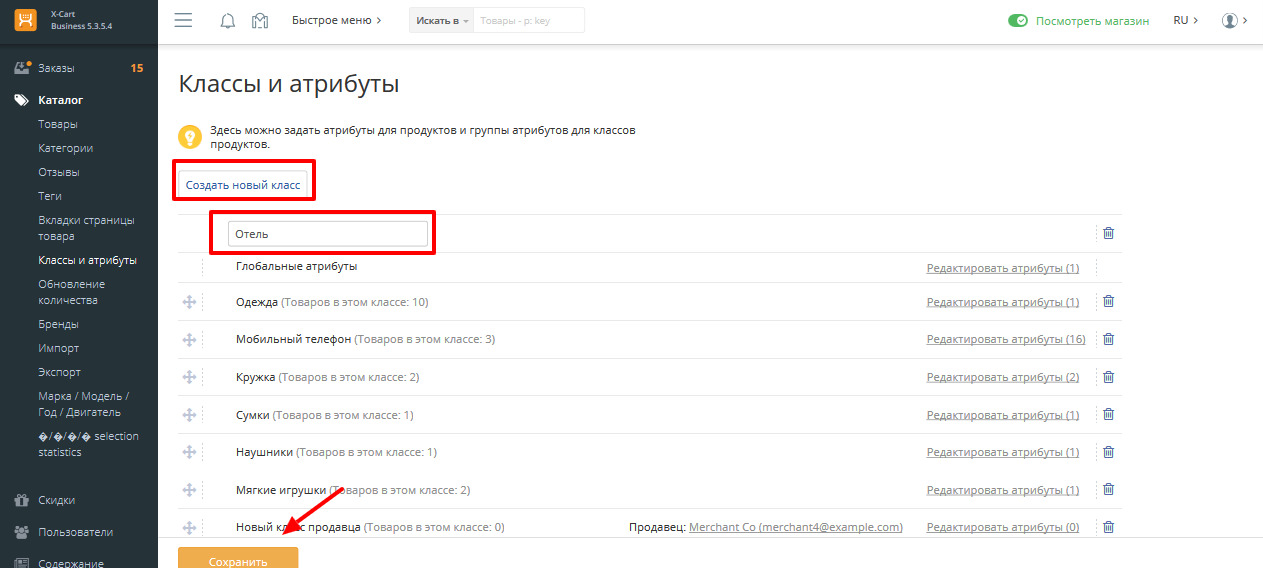 X-Cart
Business 5.3.5.4
Быстрое меню
Искать в
Товары - p: key
Посмотреть магазин
RU
Заказы 15
Каталог
Товары
Категории
Отзывы
Теги
Вкладки страницы
товара
Классы и атрибуты
Обновление
количества
Бренды
Импорт
Экспорт
Марка / Модель /
Год / Двигатель
�/�/�/� selection
statistics
Скидки
Пользователи
Содержание
Классы и атрибуты
Здесь можно задать атрибуты для продуктов и группы атрибутов для классов
продуктов.
Создать новый класс
Отель
Глобальные атрибуты Редактировать атрибуты (1)
Одежда (Товаров в этом классе: 10) Редактировать атрибуты (1)
Мобильный телефон (Товаров в этом классе: 3) Редактировать атрибуты (16)
Кружка (Товаров в этом классе: 2) Редактировать атрибуты (2)
Сумки (Товаров в этом классе: 1) Редактировать атрибуты (1)
Наушники (Товаров в этом классе: 1) Редактировать атрибуты (1)
Мягкие игрушки (Товаров в этом классе: 2) Редактировать атрибуты (1)
Новый класс продавца (Товаров в этом классе: 0) Продавец: Merchant Co (merchant4@example.com) Редактировать атрибуты (0)
Сохранить